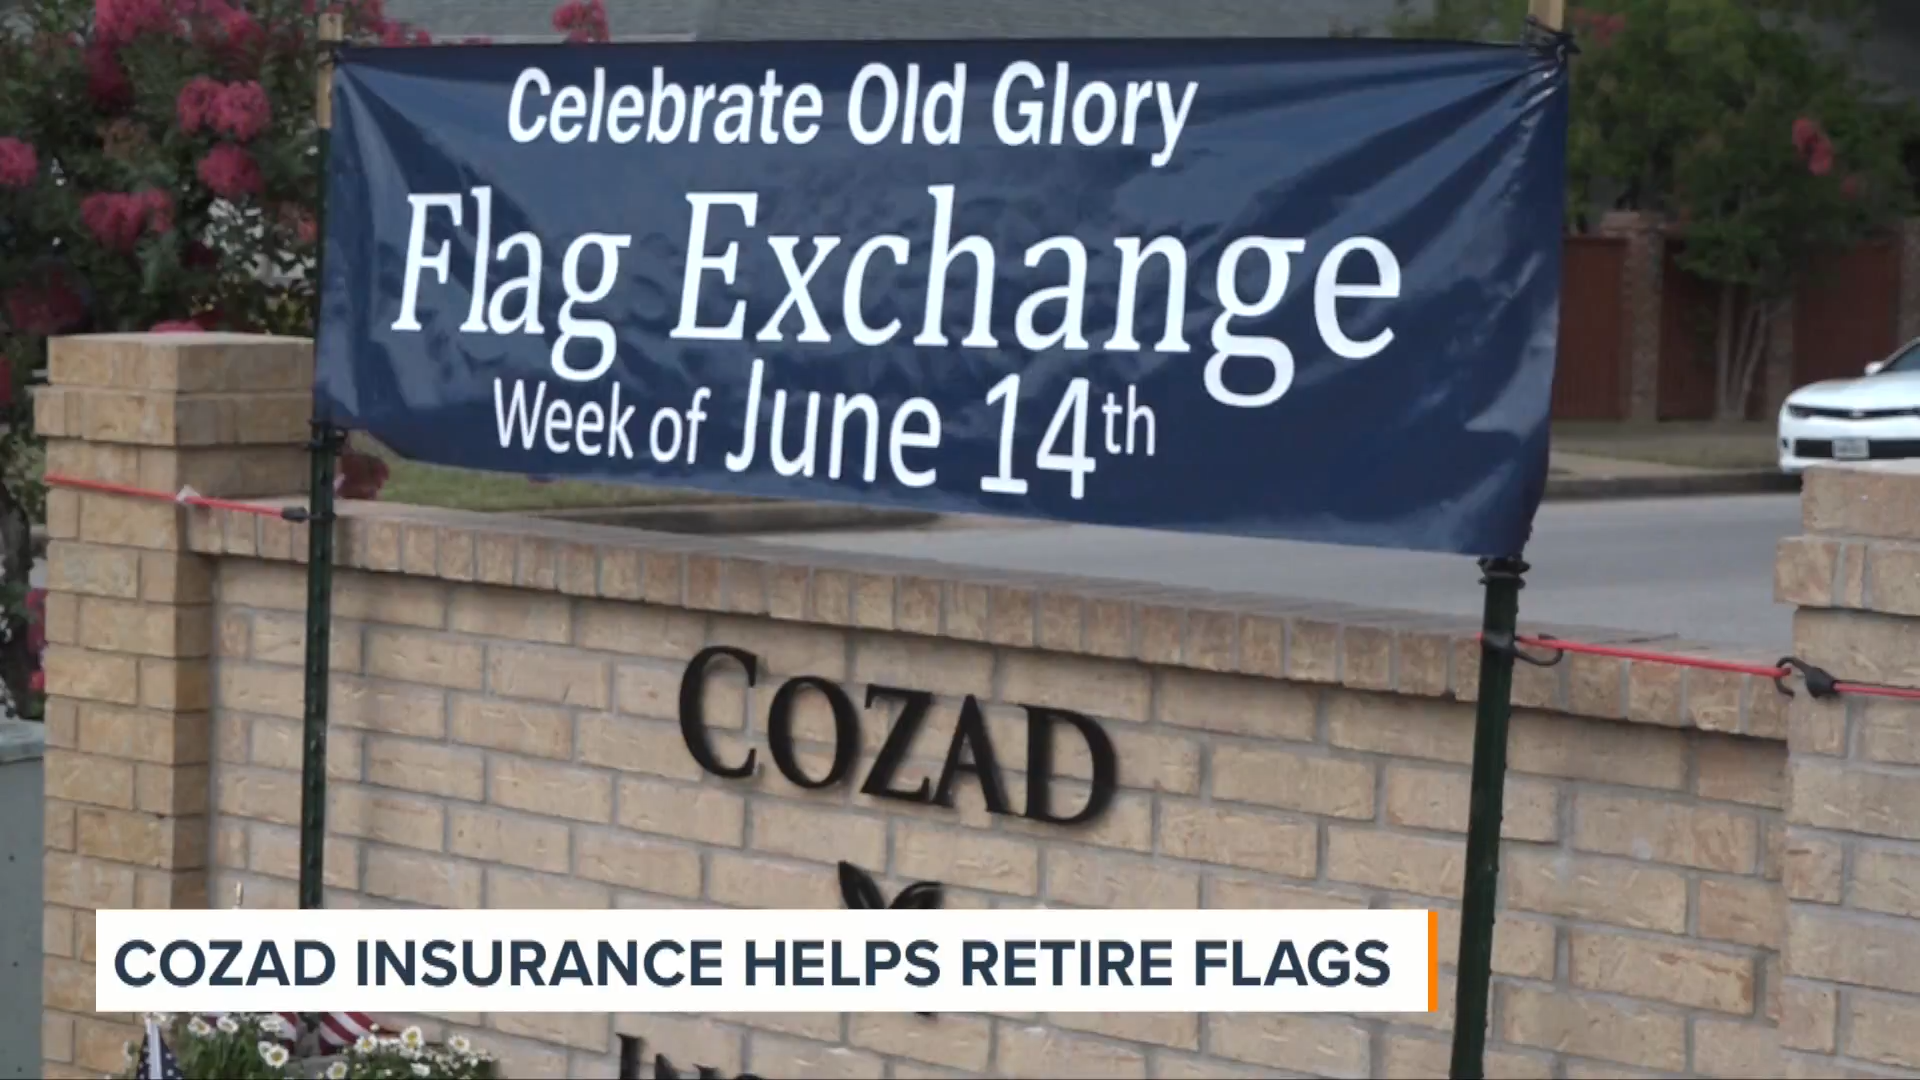 Celebrate Old Glory
Flag Exchange
Week of June 14th
COZAD
COZAD INSURANCE HELPS RETIRE FLAGS